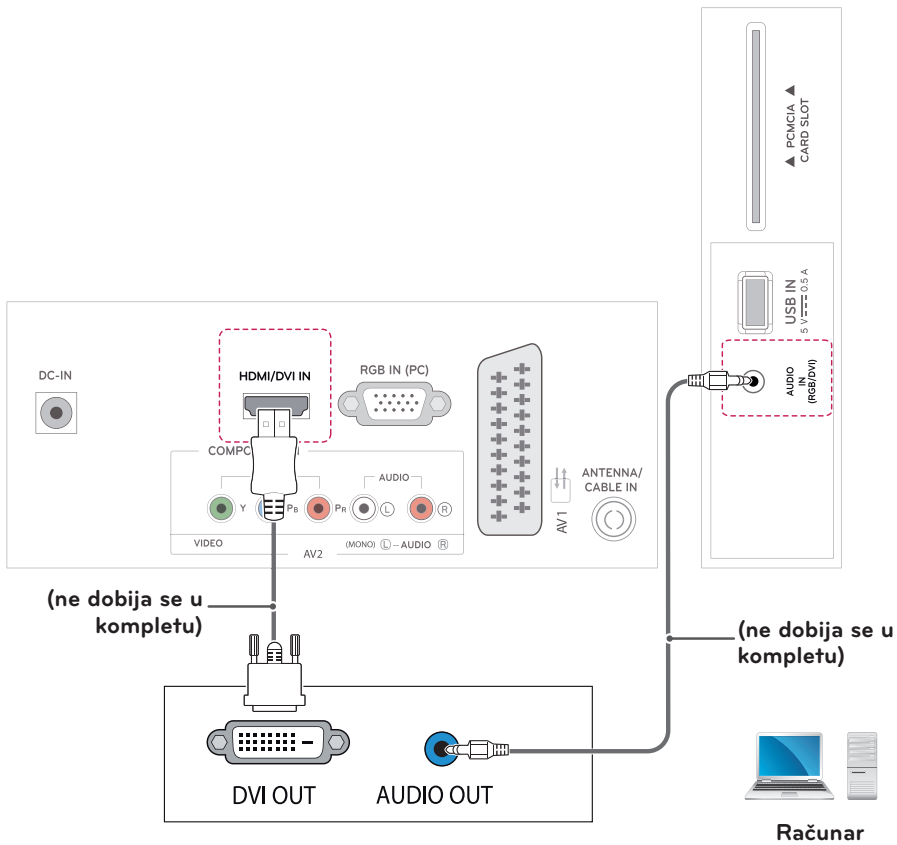 ▲ PCMCIA ▲
CARD SLOT
USB IN
5 V 0.5 A
AUDIO
IN
(RGB/DVI)
DC-IN
HDMI/DVI IN
RGB IN (PC)
AUDIO
Y
PB
PR
L
R
VIDEO
AV2
(MONO) L AUDIO R
AV1
ANTENNA/
CABLE IN
(ne dobija se u
kompletu)
(ne dobija se u
kompletu)
DVI OUT
AUDIO OUT
Računar